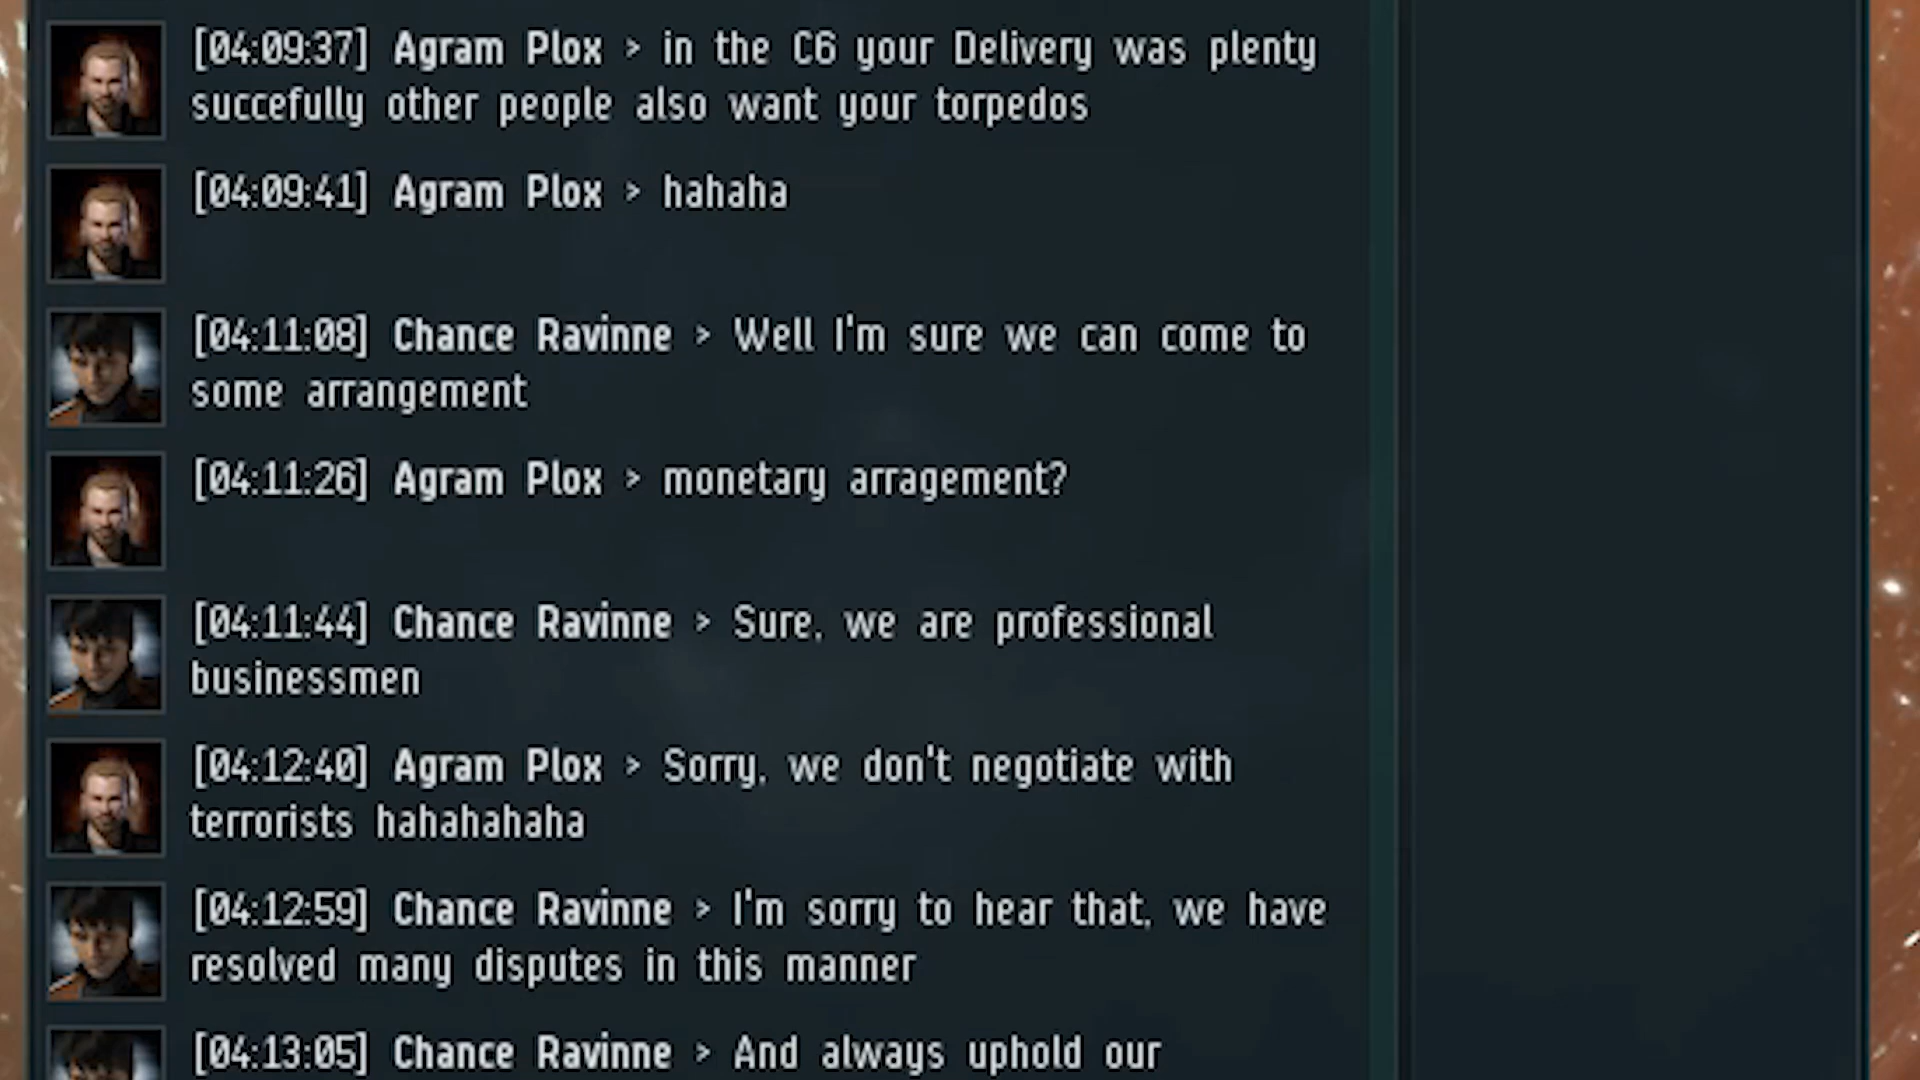 [04:09:37] Agram Plox > in the C6 your Delivery was plenty
succefully other people also want your torpedos
[04:09:41] Agram Plox > hahaha
[04:11:08] Chance Ravinne > Well I'm sure we can come to
some arrangement
[04:11:26] Agram Plox > monetary arragement?
[04:11:44] Chance Ravinne > Sure, we are professional
businessmen
[04:12:40] Agram Plox > Sorry, we don't negotiate with
terrorists hahahahaha
[04:12:59] Chance Ravinne > I'm sorry to hear that, we have
resolved many disputes in this manner
[04:13:05] Chance Ravinne > And always uphold our